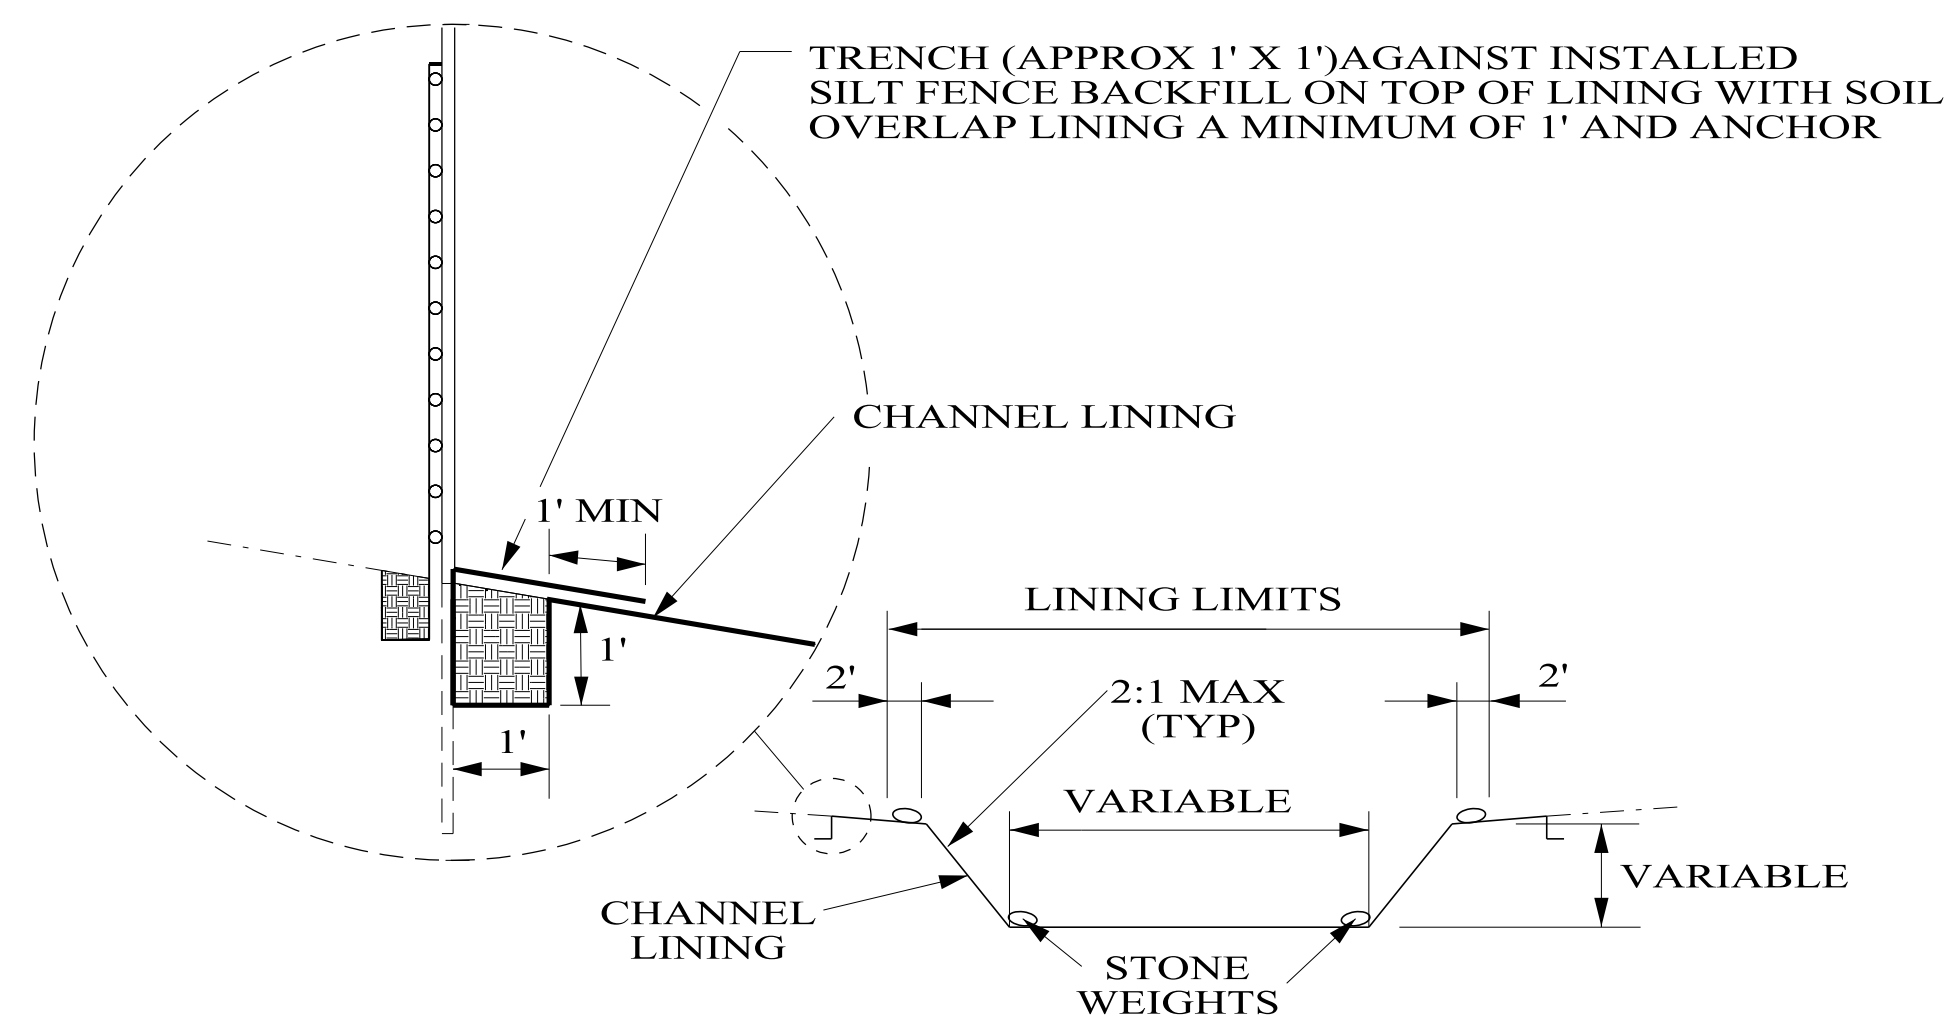 TRENCH (APPROX 1' X 1')AGAINST INSTALLED
SILT FENCE BACKFILL ON TOP OF LINING WITH SOIL
OVERLAP LINING A MINIMUM OF 1' AND ANCHOR
CHANNEL LINING
1' MIN
1'
1'
LINING LIMITS
2'
2'
2:1 MAX
(TYP)
VARIABLE
VARIABLE
CHANNEL
LINING
STONE
WEIGHTS